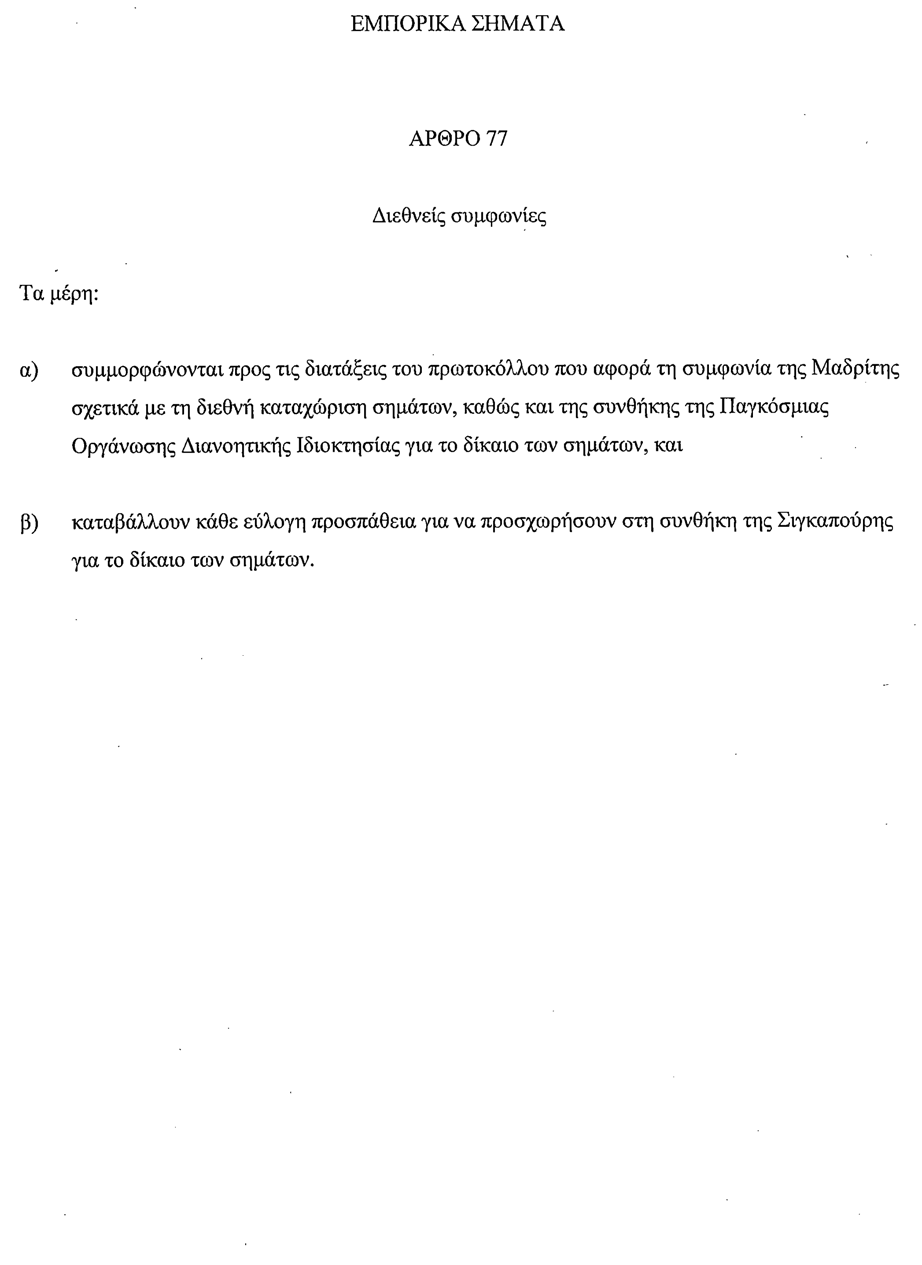 ΕΜΠΟΡΙΚΑ ΣΗΜΑΤΑ
ΑΡΘΡΟ 77
Διεθνείς συμφωνίες
Τα μέρη:
α) συμμορφώνονται προς τις διατάξεις του πρωτοκόλλου που αφορά τη συμφωνία της Μαδρίτης
σχετικά με τη διεθνή καταχώριση σημάτων, καθώς και της συνθήκης της Παγκόσμιας
Οργάνωσης Διανοητικής Ιδιοκτησίας για το δίκαιο των σημάτων, και
β) καταβάλλουν κάθε εύλογη προσπάθεια για να προσχωρήσουν στη συνθήκη της Σιγκαπούρης
για το δίκαιο των σημάτων.